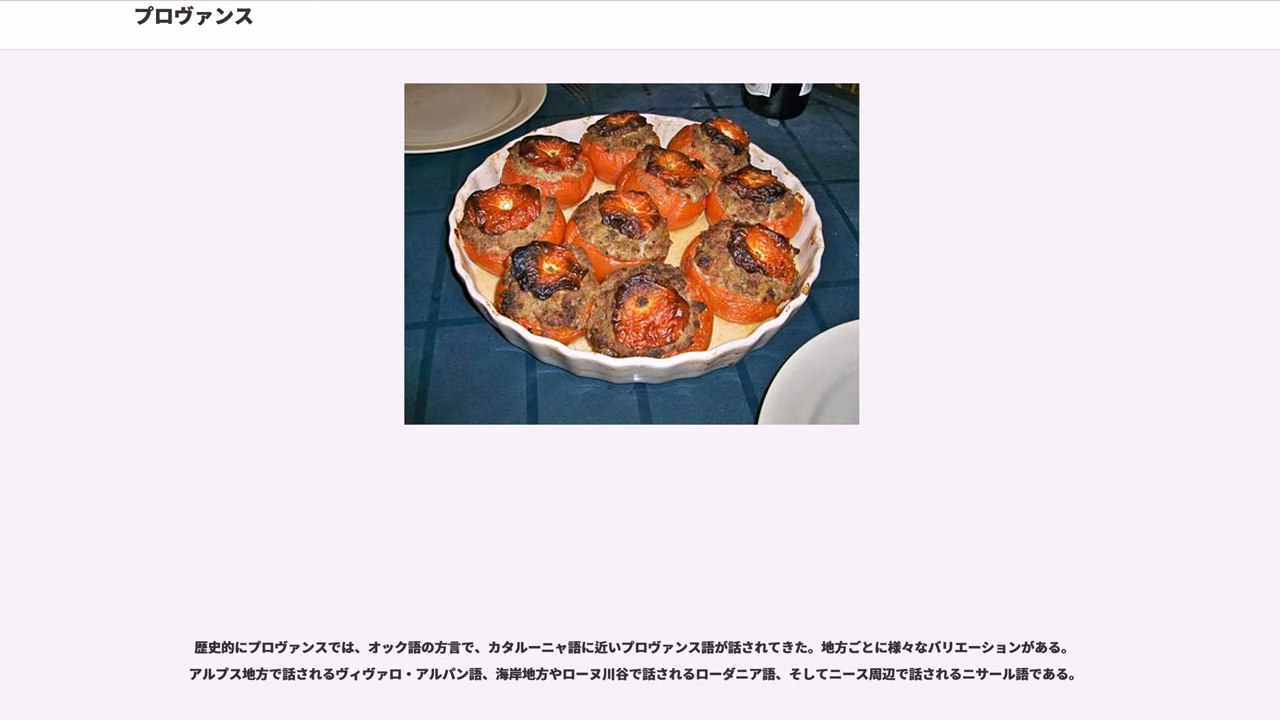 プロヴァンス
歴史的にプロヴァンスでは、オック語の方言で、カタルーニャ語に近いプロヴァンス語が話されてきた。地方ごとに様々なバリエーションがある。
アルプス地方で話されるヴィヴァロ・アルパン語、海岸地方やローヌ川谷で話されるローダニア語、そしてニース周辺で話されるニサール語である。